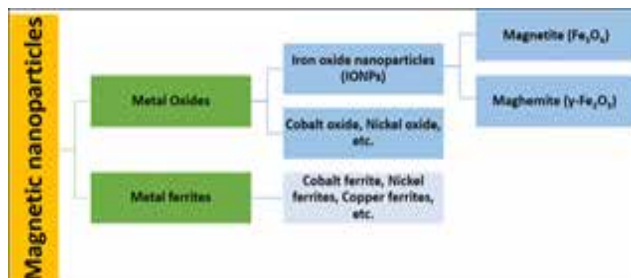 Magnetic nanoparticles
Metal Oxides
Iron oxide nanoparticles
(IONPs)
Magnetite (Fe₃O₄)
Maghemite (γ-Fe₂O₃)
Cobalt oxide, Nickel oxide,
etc.
Metal ferrites
Cobalt ferrite, Nickel
ferrites, Copper ferrites,
etc.